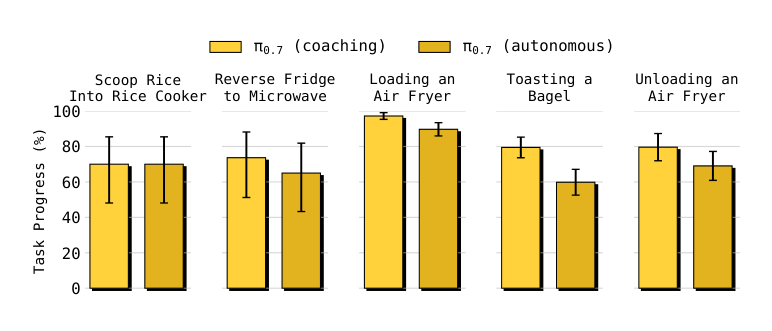 π0.7 (coaching) π0.7 (autonomous)
Scoop Rice
Into Rice Cooker
Reverse Fridge
to Microwave
Loading an
Air Fryer
Toasting a
Bagel
Unloading an
Air Fryer
Task Progress (%)
100
80
60
40
20
0